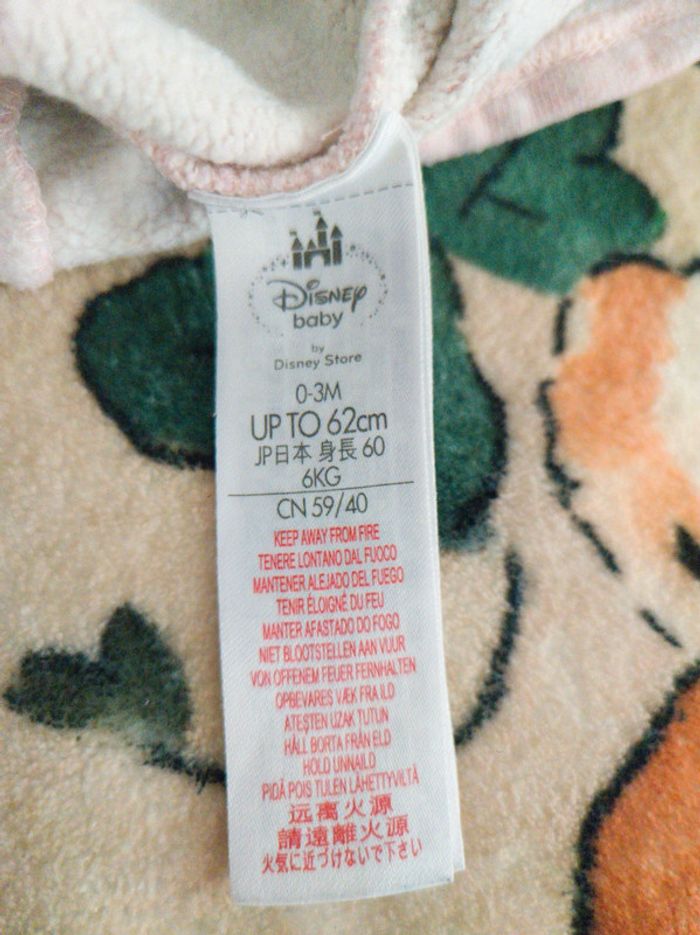 Disney
baby
by
Disney Store
0-3M
UP TO 62cm
JP日本 身長 60
6KG
CN 59/40
KEEP AWAY FROM FIRE
TENERE LONTANO DAL FUOCO
MANTENER ALEJADO DEL FUEGO
TENIR ÉLOIGNÉ DU FEU
MANTER AFASTADO DO FOGO
NIET BLOOTSTELLEN AAN VUUR
VON OFFENEM FEUER FERNHALTEN
OPBEVARES VÆK FRA ILD
ATEŞTEN UZAK TUTUN
HÅLL BORTA FRÅN ELD
HOLD UNNAILD
PIDÄ POIS TULEN LÄHETTYVILTÄ
远离火源
請遠離火源
火気に近づけないで下さい